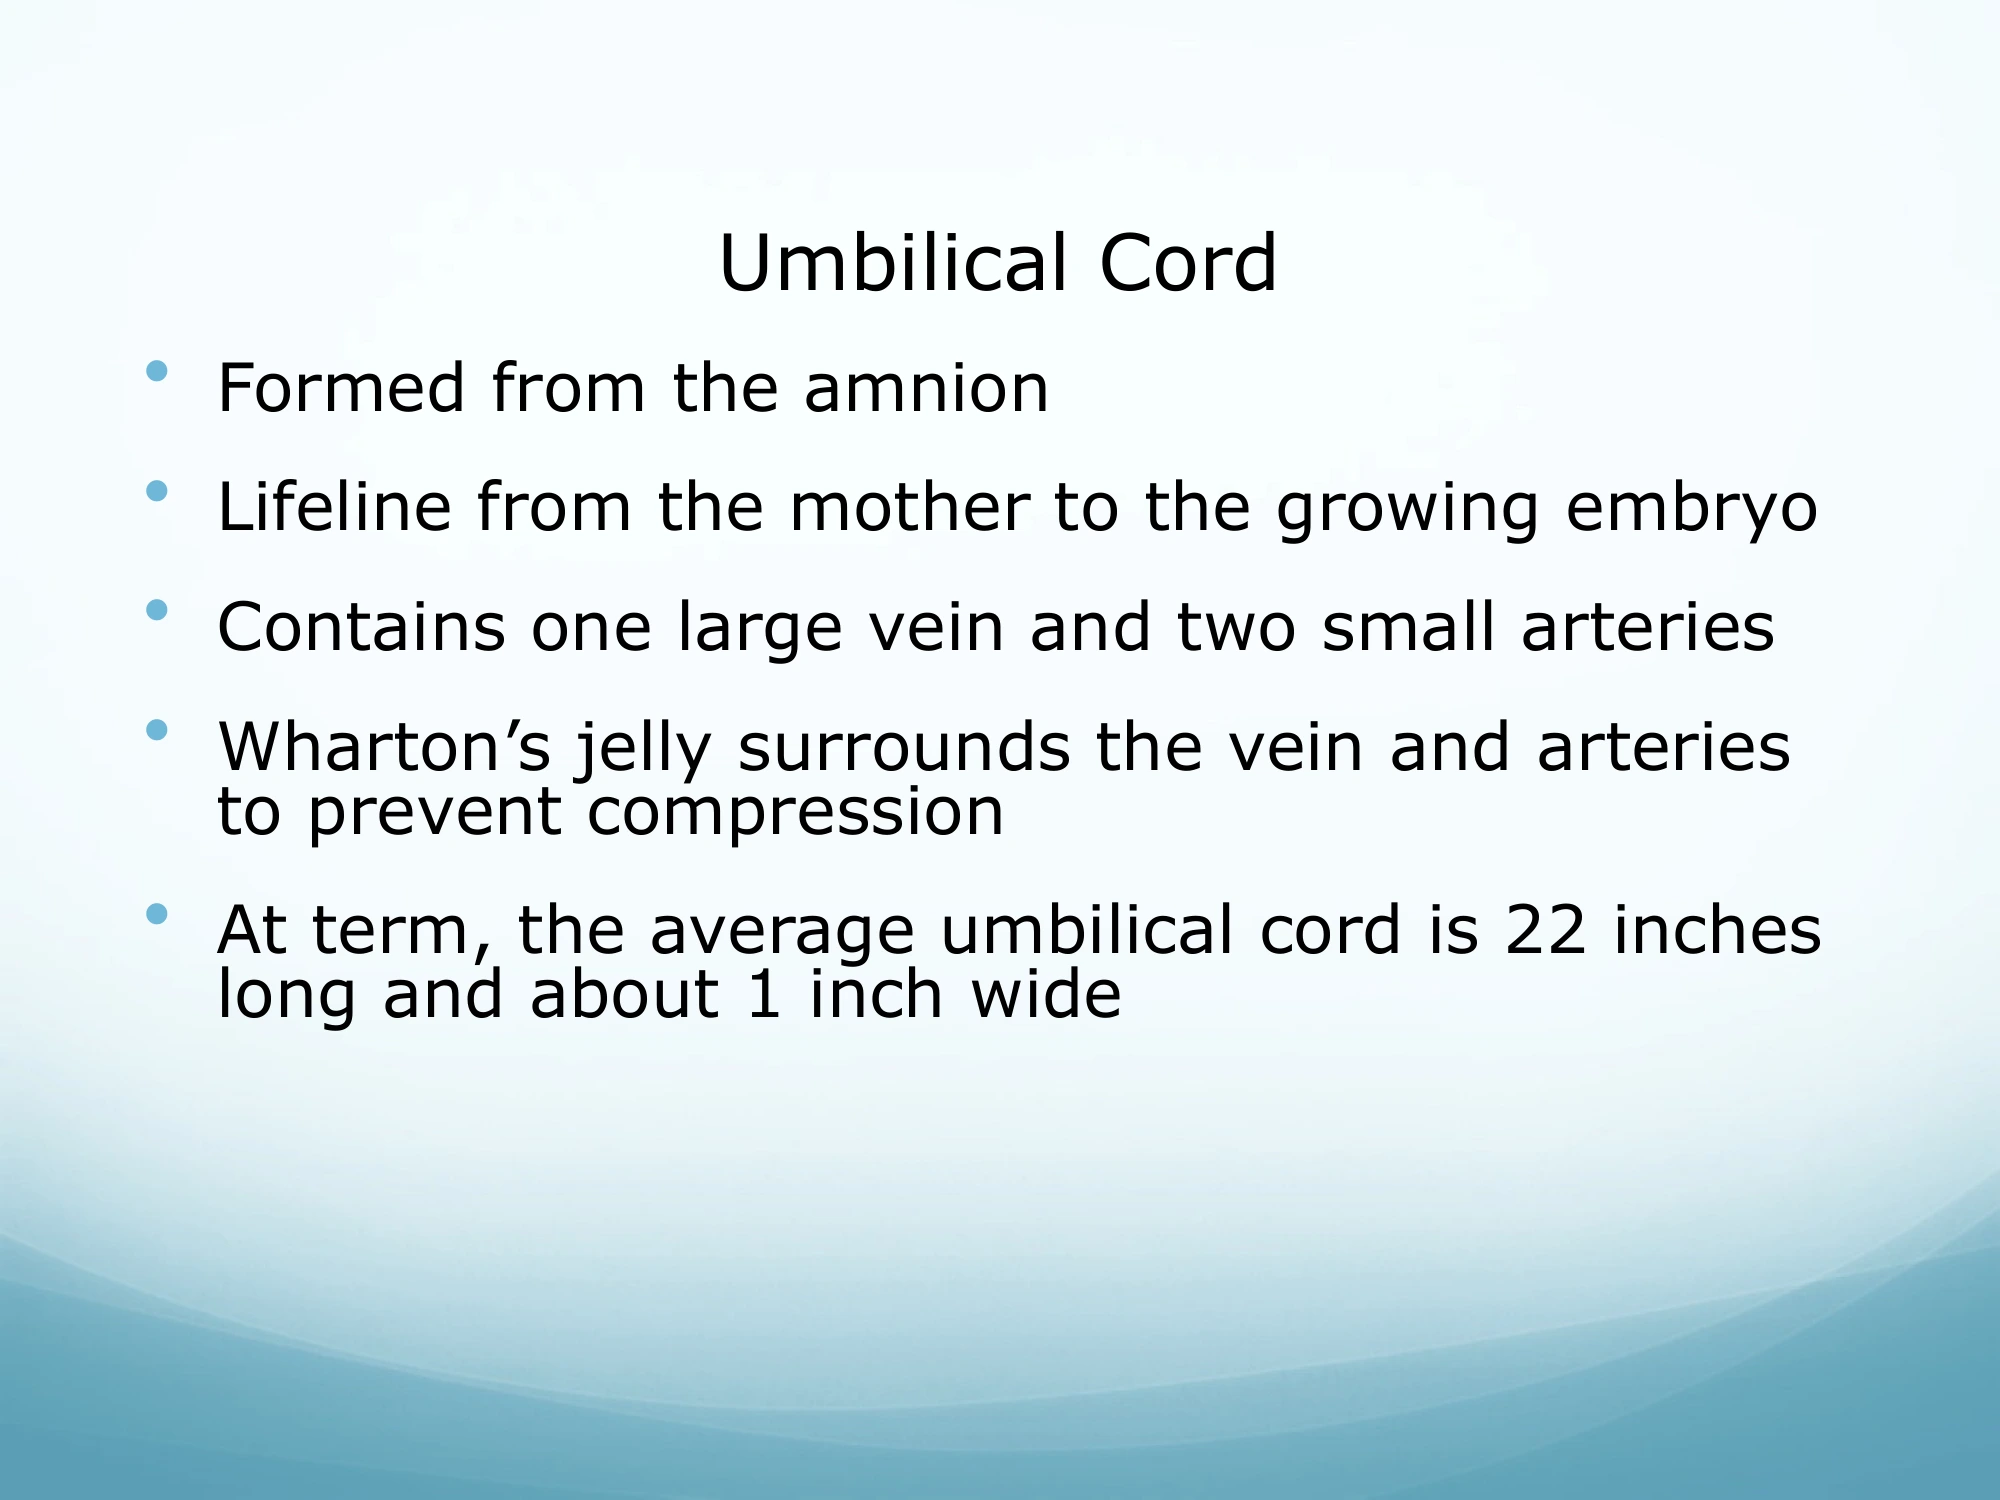 Umbilical Cord
• Formed from the amnion
• Lifeline from the mother to the growing embryo
• Contains one large vein and two small arteries
• Wharton’s jelly surrounds the vein and arteries
to prevent compression
• At term, the average umbilical cord is 22 inches
long and about 1 inch wide